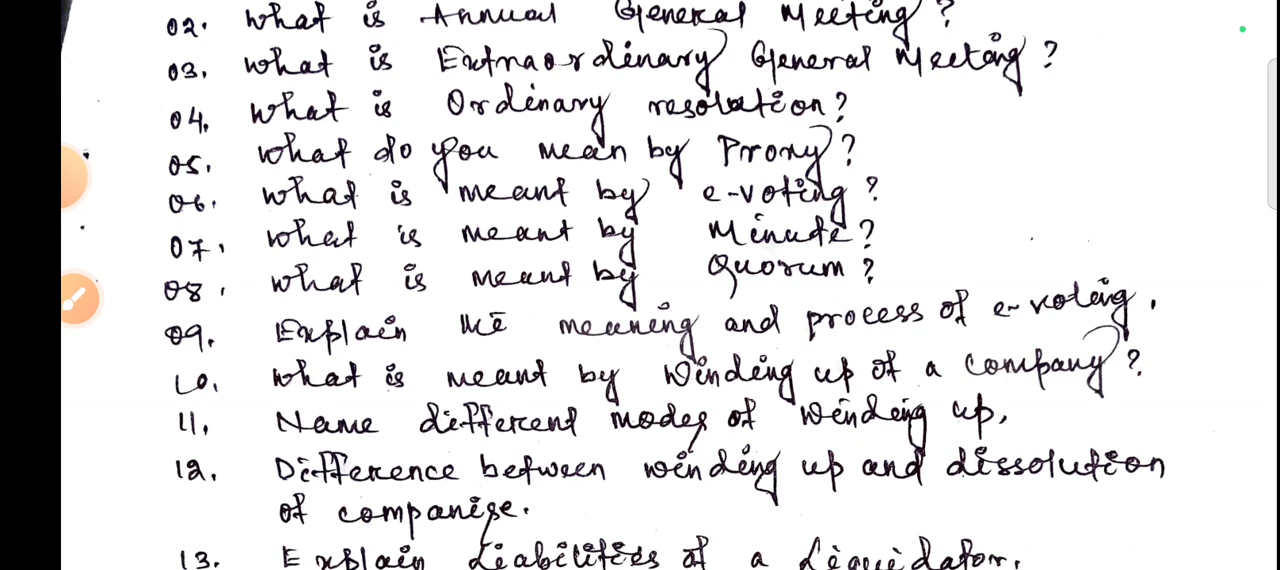 02. What is Annual General Meeting?
03. What is Extraordinary General Meeting?
04. What is Ordinary resolution?
05. What do you mean by Proxy?
06. What is meant by e-voting?
07. What is meant by Minute?
08. What is meant by Quorum?
09. Explain the meaning and process of e-voting.
10. What is meant by Winding up of a company?
11. Name different modes of winding up.
12. Difference between winding up and dissolution
of companise.
13. Explain Liabilities of a Liquidator.